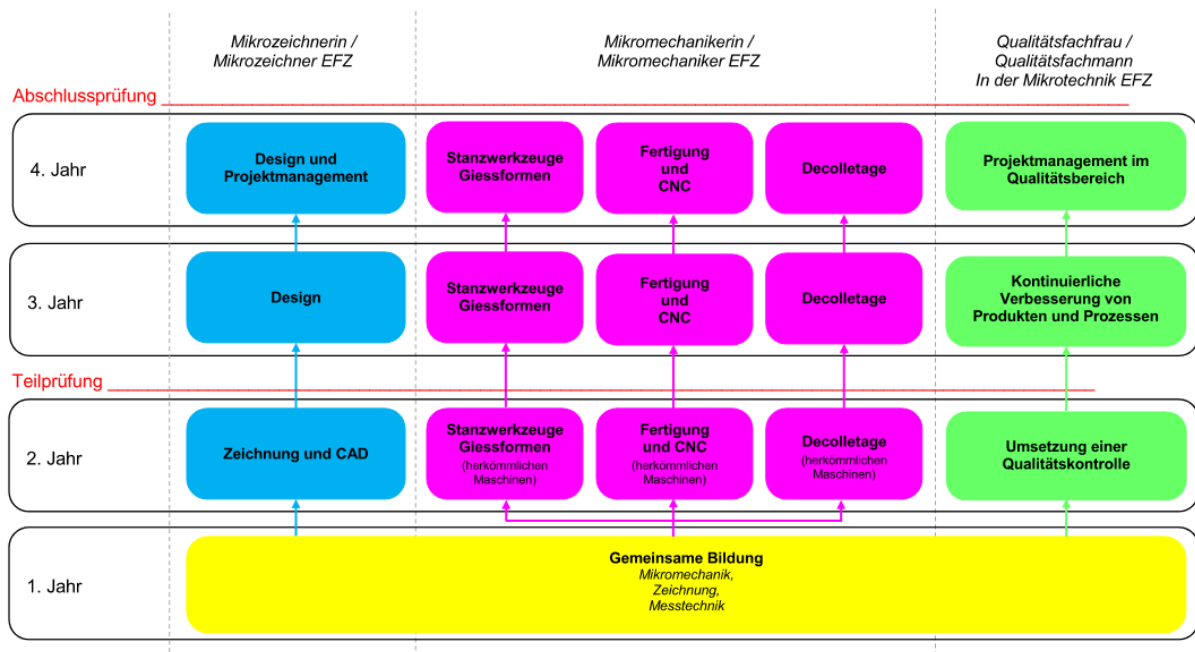 Mikrozeichnerin /
Mikrozeichner EFZ
Mikromechanikerin /
Mikromechaniker EFZ
Qualitätsfachfrau /
Qualitätsfachmann
In der Mikrotechnik EFZ
Abschlussprüfung
4. Jahr
Design und
Projektmanagement
Stanzwerkzeuge
Giessformen
Fertigung
und
CNC
Decolletage
Projektmanagement im
Qualitätsbereich
3. Jahr
Design
Stanzwerkzeuge
Giessformen
Fertigung
und
CNC
Decolletage
Kontinuierliche
Verbesserung von
Produkten und Prozessen
Teilprüfung
2. Jahr
Zeichnung und CAD
Stanzwerkzeuge
Giessformen
(herkömmlichen
Maschinen)
Fertigung
und CNC
(herkömmlichen
Maschinen)
Decolletage
(herkömmlichen
Maschinen)
Umsetzung einer
Qualitätskontrolle
1. Jahr
Gemeinsame Bildung
Mikromechanik,
Zeichnung,
Messtechnik